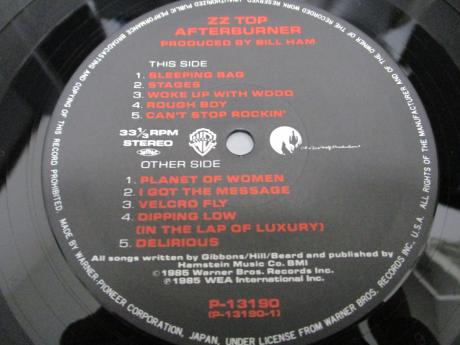 ZZ TOP
AFTERBURNER
PRODUCED BY BILL HAM
THIS SIDE
1. SLEEPING BAG
2. STAGES
3. WOKE UP WITH WOOD
4. ROUGH BOY
5. CAN'T STOP ROCKIN'
33⅓ RPM
STEREO
OTHER SIDE
1. PLANET OF WOMEN
2. I GOT THE MESSAGE
3. VELCRO FLY
4. DIPPING LOW
(IN THE LAP OF LUXURY)
5. DELIRIOUS
All songs written by Gibbons/Hill/Beard and published by
Hamstein Music Co. BMI
©1985 Warner Bros. Records Inc.
℗1985 WEA International Inc.
P-13190
(P-13190-1)
MADE BY WARNER-PIONEER CORPORATION, JAPAN, UNDER LICENSE FROM WARNER BROS. RECORDS INC., U.S.A. ALL RIGHTS OF THE MANUFACTURER AND OF THE OWNER OF THE RECORDED WORK RESERVED. UNAUTHORIZED PUBLIC PERFORMANCE BROADCASTING AND COPYING OF THIS RECORD PROHIBITED.